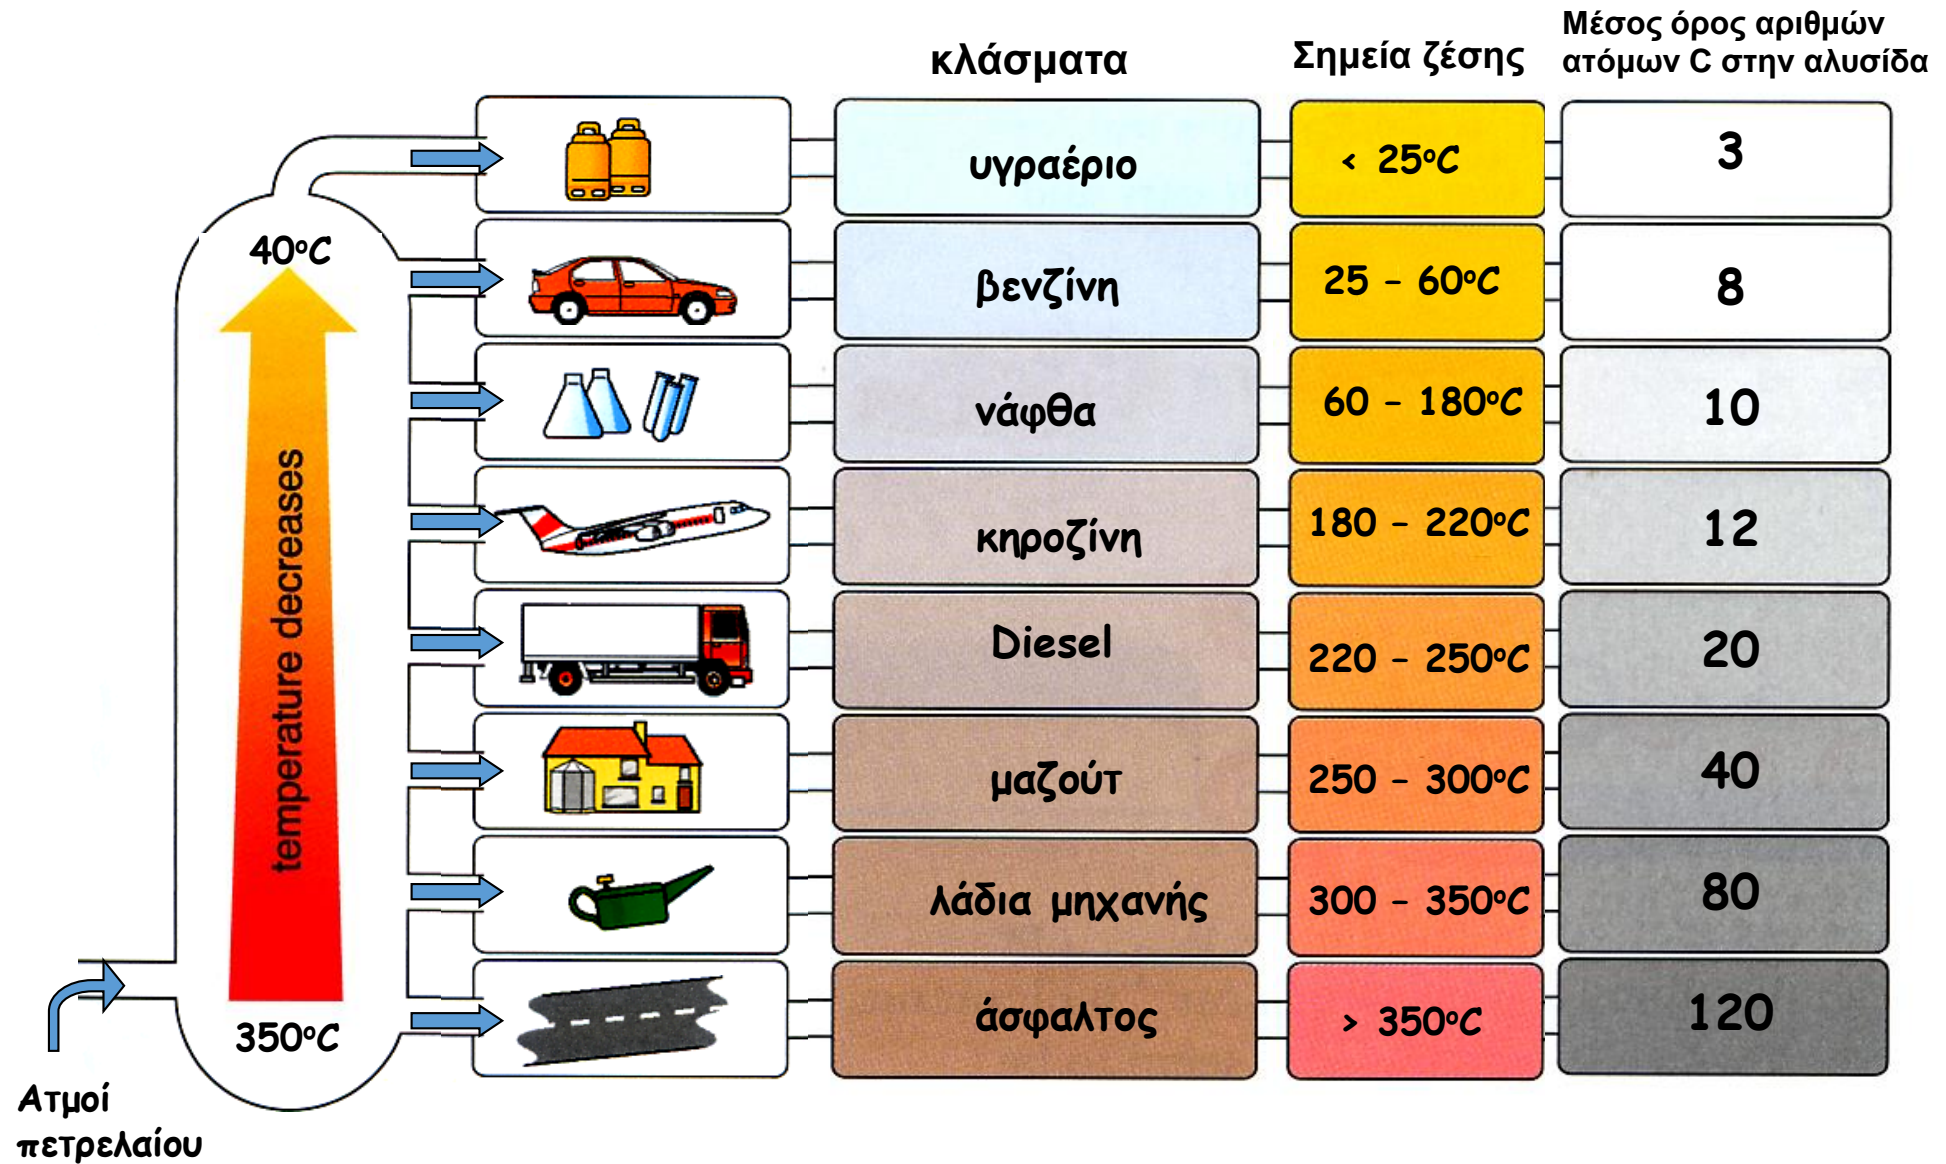 κλάσματα
Σημεία ζέσης
Μέσος όρος αριθμών
ατόμων C στην αλυσίδα
40°C
temperature decreases
350°C
Ατμοί
πετρελαίου
υγραέριο
< 25°C
3
βενζίνη
25 - 60°C
8
νάφθα
60 - 180°C
10
κηροζίνη
180 - 220°C
12
Diesel
220 - 250°C
20
μαζούτ
250 - 300°C
40
λάδια μηχανής
300 - 350°C
80
άσφαλτος
> 350°C
120